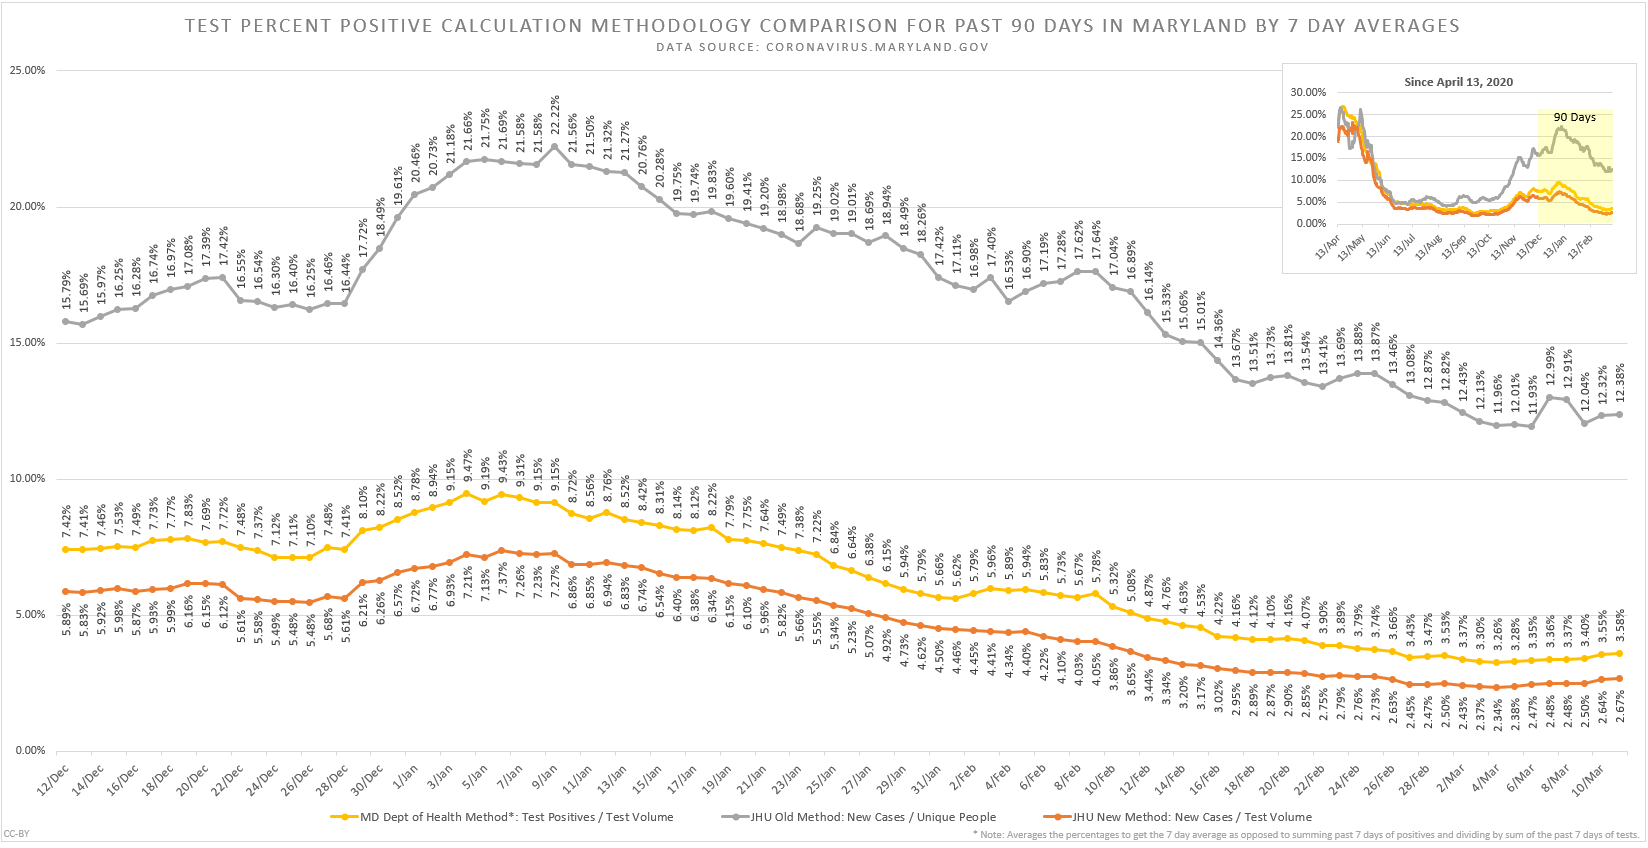 TEST PERCENT POSITIVE CALCULATION METHODOLOGY COMPARISON FOR PAST 90 DAYS IN MARYLAND BY 7 DAY AVERAGES
DATA SOURCE: CORONAVIRUS.MARYLAND.GOV
25.00%
20.00%
15.00%
10.00%
5.00%
0.00%
Since April 13, 2020
30.00%
25.00%
20.00%
15.00%
10.00%
5.00%
0.00%
90 Days
13/Apr 13/May 13/Jun 13/Jul 13/Aug 13/Sep 13/Oct 13/Nov 13/Dec 13/Jan 13/Feb
15.79% 15.69% 15.97% 16.25% 16.28% 16.74% 16.97% 17.08% 17.39% 17.42% 16.55% 16.54% 16.30% 16.40% 16.25% 16.46% 16.44% 17.72% 18.49% 19.61% 20.46% 20.73% 21.18% 21.66% 21.75% 21.69% 21.58% 21.58% 22.22% 21.56% 21.50% 21.32% 21.27% 20.76% 20.28% 19.75% 19.74% 19.83% 19.60% 19.41% 19.20% 18.98% 18.68% 19.25% 19.02% 19.01% 18.69% 18.94% 18.49% 18.26% 17.42% 17.11% 16.98% 17.40% 16.53% 16.90% 17.19% 17.28% 17.62% 17.64% 17.04% 16.89% 16.14% 15.33% 15.06% 15.01% 14.36% 13.67% 13.51% 13.73% 13.81% 13.54% 13.41% 13.69% 13.88% 13.87% 13.46% 13.08% 12.87% 12.82% 12.43% 12.13% 11.96% 12.01% 11.93% 12.99% 12.91% 12.04% 12.32% 12.38%
7.42% 7.41% 7.46% 7.53% 7.49% 7.73% 7.77% 7.83% 7.69% 7.72% 7.48% 7.37% 7.12% 7.11% 7.10% 7.48% 7.41% 8.10% 8.22% 8.52% 8.78% 8.94% 9.15% 9.47% 9.19% 9.43% 9.31% 9.15% 9.15% 8.72% 8.56% 8.76% 8.52% 8.42% 8.31% 8.14% 8.12% 8.22% 7.79% 7.75% 7.64% 7.49% 7.38% 7.22% 6.84% 6.64% 6.38% 6.15% 5.94% 5.79% 5.66% 5.62% 5.79% 5.96% 5.89% 5.94% 5.83% 5.73% 5.67% 5.78% 5.32% 5.08% 4.87% 4.76% 4.63% 4.53% 4.22% 4.16% 4.12% 4.10% 4.16% 4.07% 3.90% 3.89% 3.79% 3.74% 3.66% 3.43% 3.47% 3.53% 3.37% 3.30% 3.26% 3.28% 3.35% 3.36% 3.37% 3.40% 3.55% 3.58%
5.89% 5.83% 5.92% 5.98% 5.87% 5.93% 5.99% 6.16% 6.15% 6.12% 5.61% 5.58% 5.49% 5.48% 5.48% 5.68% 5.61% 6.21% 6.26% 6.57% 6.72% 6.77% 6.93% 7.21% 7.13% 7.37% 7.26% 7.23% 7.27% 6.86% 6.85% 6.94% 6.83% 6.74% 6.54% 6.40% 6.38% 6.34% 6.15% 6.10% 5.96% 5.82% 5.66% 5.55% 5.34% 5.23% 5.07% 4.92% 4.73% 4.62% 4.50% 4.46% 4.45% 4.41% 4.34% 4.40% 4.22% 4.10% 4.03% 4.05% 3.86% 3.65% 3.44% 3.34% 3.20% 3.17% 3.02% 2.95% 2.89% 2.87% 2.90% 2.85% 2.75% 2.79% 2.76% 2.73% 2.63% 2.45% 2.47% 2.50% 2.43% 2.37% 2.34% 2.38% 2.47% 2.48% 2.48% 2.50% 2.64% 2.67%
12/Dec 14/Dec 16/Dec 18/Dec 20/Dec 22/Dec 24/Dec 26/Dec 28/Dec 30/Dec 1/Jan 3/Jan 5/Jan 7/Jan 9/Jan 11/Jan 13/Jan 15/Jan 17/Jan 19/Jan 21/Jan 23/Jan 25/Jan 27/Jan 29/Jan 31/Jan 2/Feb 4/Feb 6/Feb 8/Feb 10/Feb 12/Feb 14/Feb 16/Feb 18/Feb 20/Feb 22/Feb 24/Feb 26/Feb 28/Feb 2/Mar 4/Mar 6/Mar 8/Mar 10/Mar
MD Dept of Health Method*: Test Positives / Test Volume JHU Old Method: New Cases / Unique People JHU New Method: New Cases / Test Volume
CC-BY
* Note: Averages the percentages to get the 7 day average as opposed to summing past 7 days of positives and dividing by sum of the past 7 days of tests.